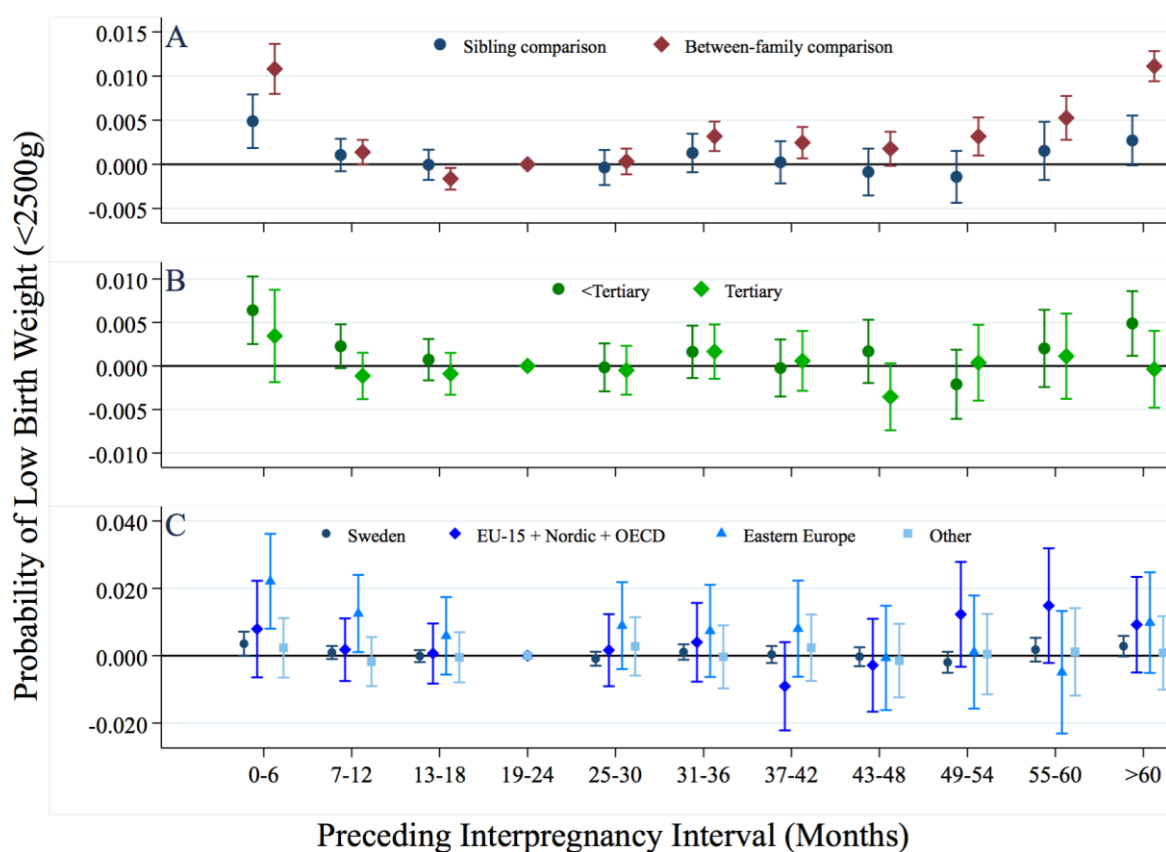 Probability of Low Birth Weight (<2500g)
A
Sibling comparison Between-family comparison
0.015
0.010
0.005
0.000
-0.005
B
<Tertiary Tertiary
0.010
0.005
0.000
-0.005
-0.010
C
Sweden EU-15 + Nordic + OECD Eastern Europe Other
0.040
0.020
0.000
-0.020
0-6 7-12 13-18 19-24 25-30 31-36 37-42 43-48 49-54 55-60 >60
Preceding Interpregnancy Interval (Months)